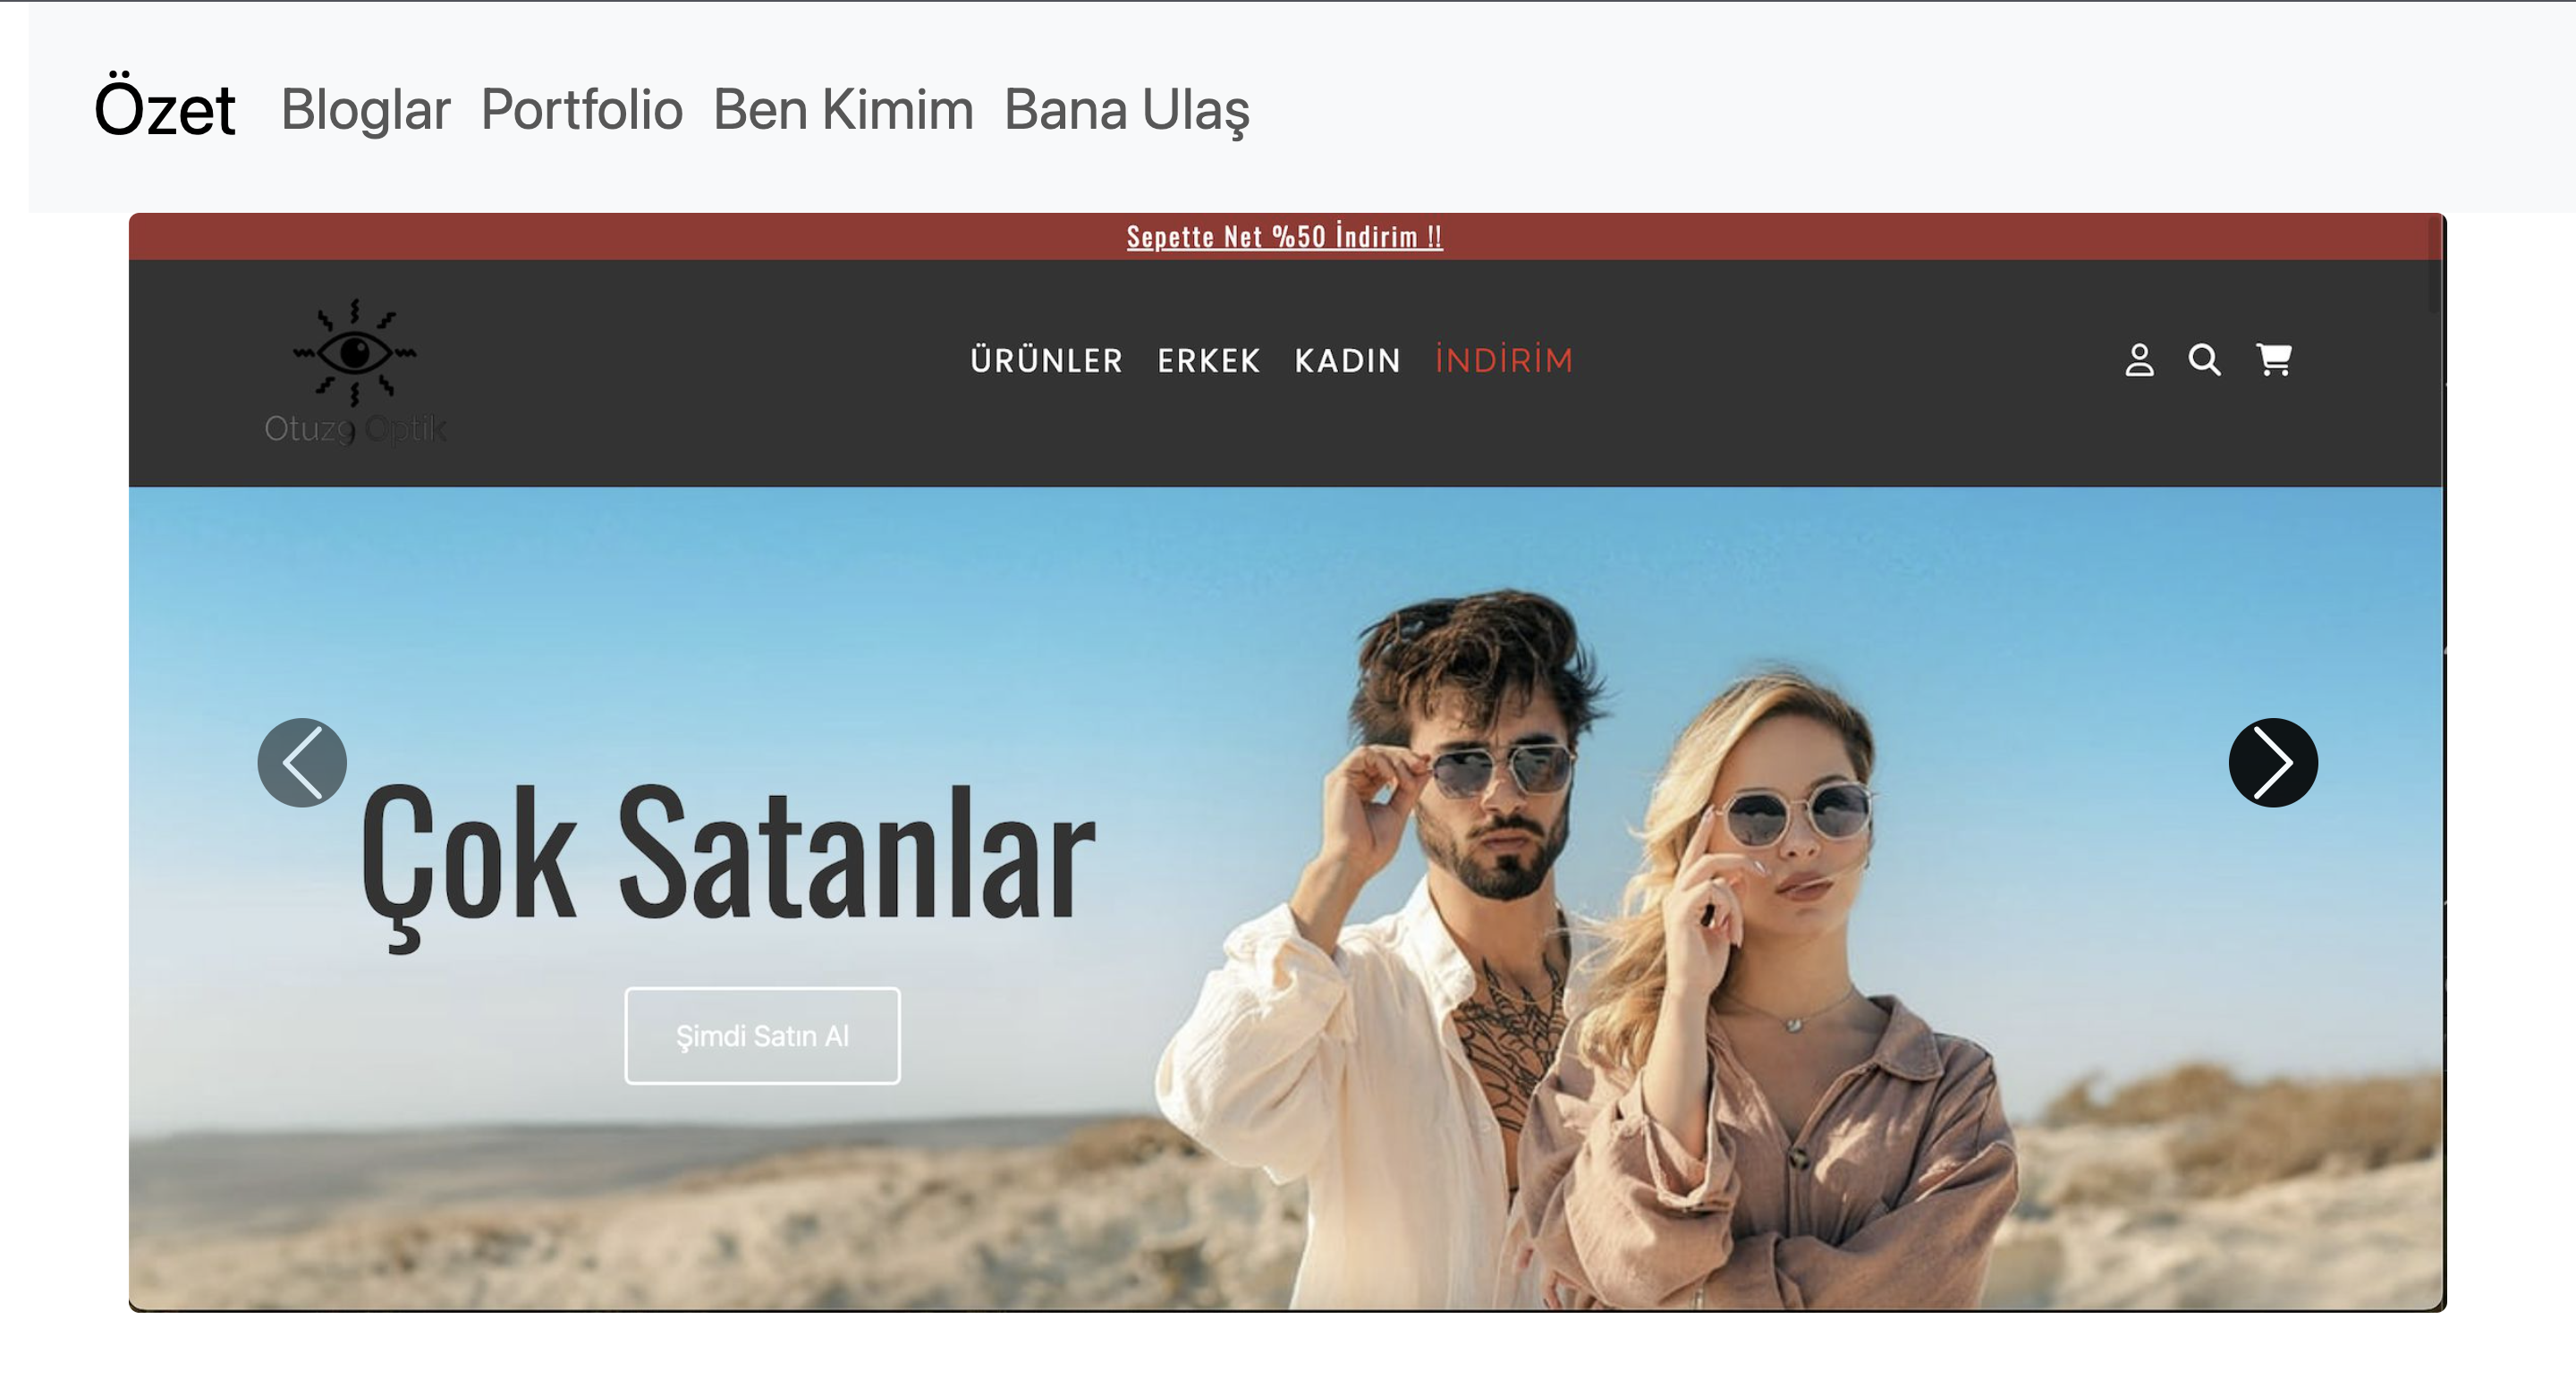 Özet Bloglar Portfolio Ben Kimim Bana Ulaş
Sepette Net %50 İndirim !!
ÜRÜNLER ERKEK KADIN İNDİRİM
Otuz9 Optik
Çok Satanlar
Şimdi Satın Al